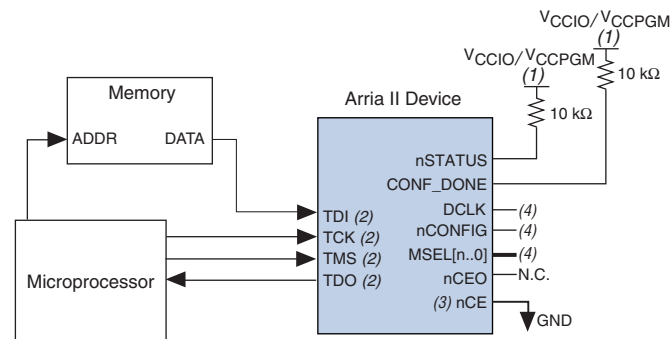 VCCIO/VCCPGM
(1)
10 kΩ
VCCIO/VCCPGM
(1)
10 kΩ
Memory
ADDR DATA
Arria II Device
nSTATUS
CONF_DONE
TDI (2)
TCK (2)
TMS (2)
TDO (2)
DCLK (4)
nCONFIG (4)
MSEL[n..0] (4)
nCEO N.C.
(3) nCE
GND
Microprocessor